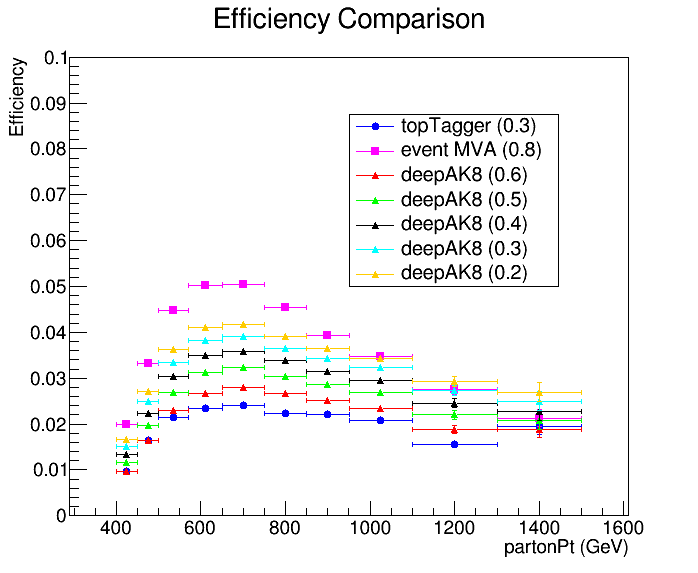 Efficiency Comparison
Efficiency
0.1
0.09
0.08
0.07
0.06
0.05
0.04
0.03
0.02
0.01
0
topTagger (0.3)
event MVA (0.8)
deepAK8 (0.6)
deepAK8 (0.5)
deepAK8 (0.4)
deepAK8 (0.3)
deepAK8 (0.2)
400 600 800 1000 1200 1400 1600
partonPt (GeV)